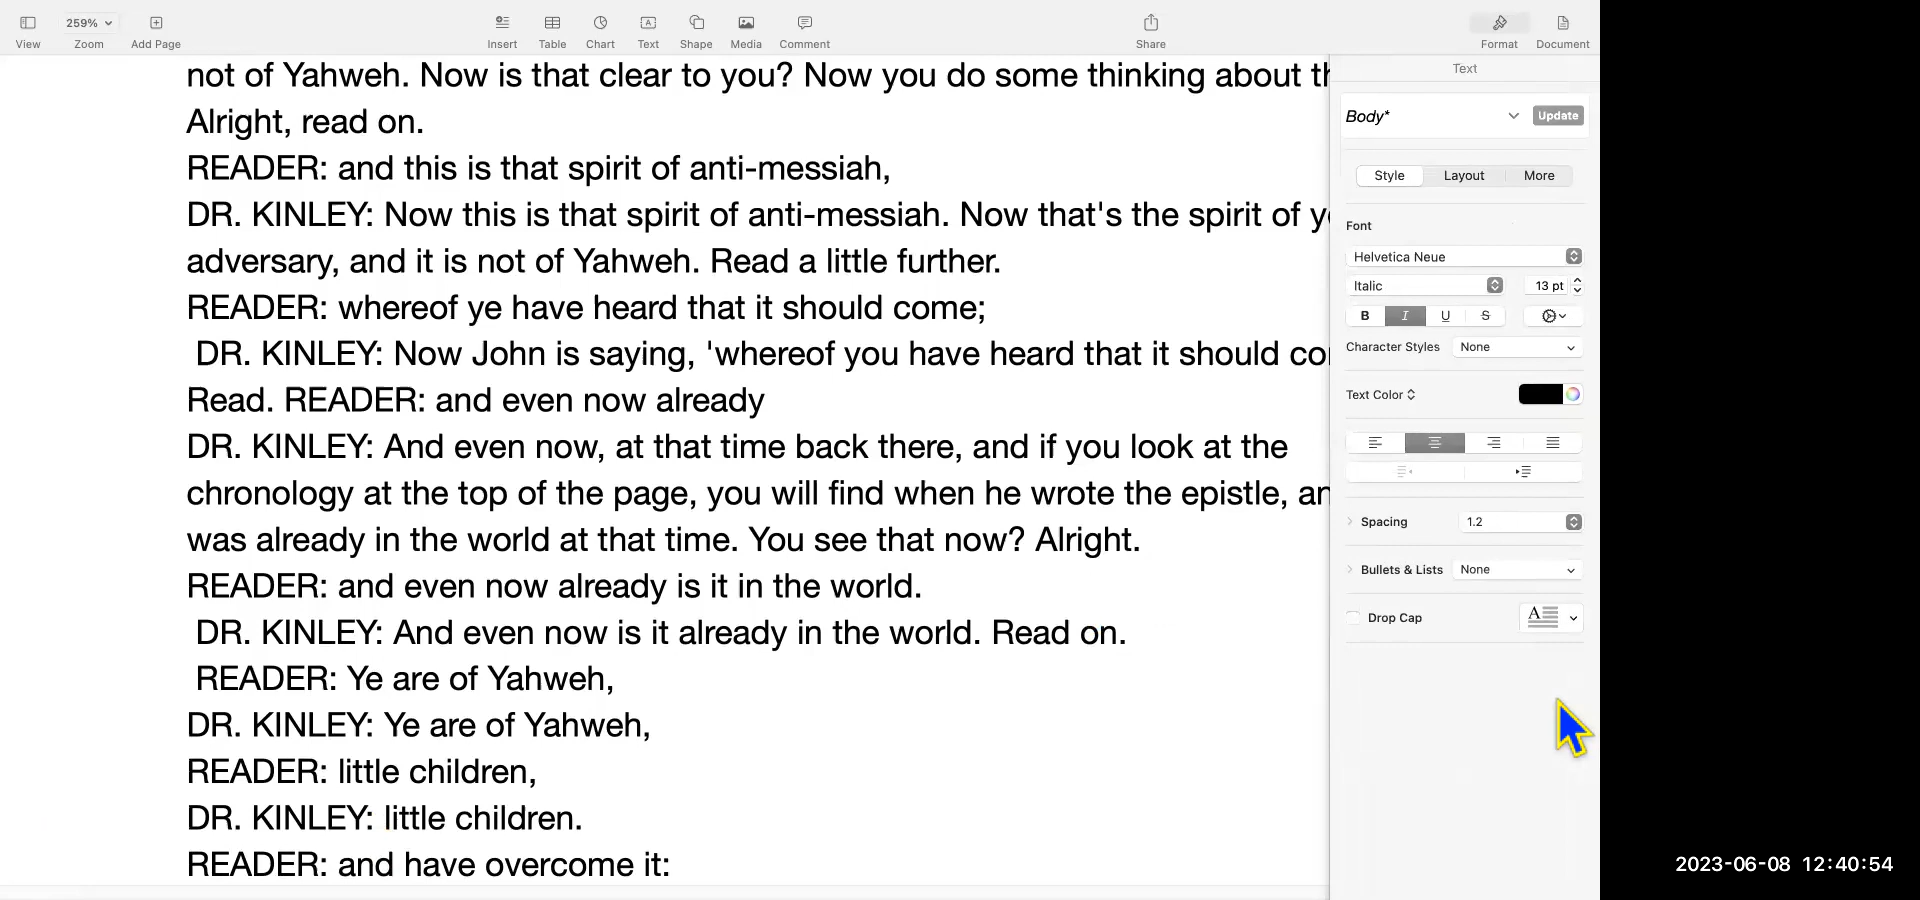 259%
View
Zoom
Add Page
Insert
Table
Chart
Text
Shape
Media
Comment
Share
Format
Document
not of Yahweh. Now is that clear to you? Now you do some thinking about
Alright, read on.
READER: and this is that spirit of anti-messiah,
DR. KINLEY: Now this is that spirit of anti-messiah. Now that's the spirit of
adversary, and it is not of Yahweh. Read a little further.
READER: whereof ye have heard that it should come;
DR. KINLEY: Now John is saying, 'whereof you have heard that it should
Read. READER: and even now already
DR. KINLEY: And even now, at that time back there, and if you look at the
chronology at the top of the page, you will find when he wrote the epistle,
was already in the world at that time. You see that now? Alright.
READER: and even now already is it in the world.
DR. KINLEY: And even now is it already in the world. Read on.
READER: Ye are of Yahweh,
DR. KINLEY: Ye are of Yahweh,
READER: little children,
DR. KINLEY: little children.
READER: and have overcome it:
Text
Body*
Update
Style Layout More
Font
Helvetica Neue
Italic 13 pt
B I U S
Character Styles None
Text Color
Spacing 1.2
Bullets & Lists None
Drop Cap A
2023-06-08 12:40:54